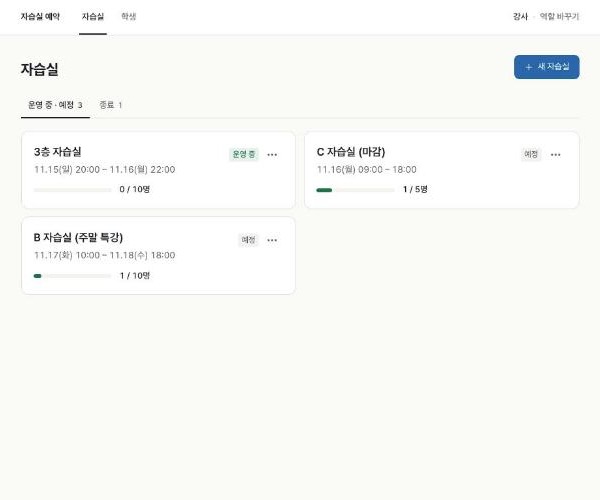 자습실 예약 자습실 학생 강사 · 역할 바꾸기
자습실
+ 새 자습실
운영 중 · 예정 3 종료 1
3층 자습실 운영 중
11.15(일) 20:00 – 11.16(월) 22:00
0 / 10명
C 자습실 (마감) 예정
11.16(월) 09:00 – 18:00
1 / 5명
B 자습실 (주말 특강) 예정
11.17(화) 10:00 – 11.18(수) 18:00
1 / 10명